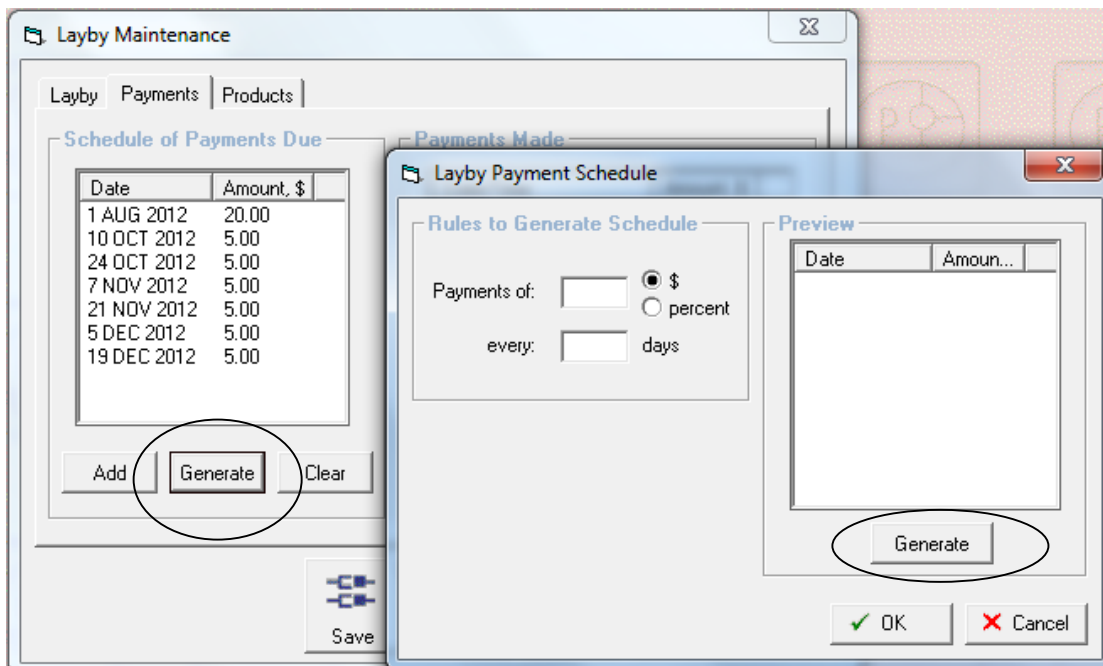 Layby Maintenance
Layby Payments Products
Schedule of Payments Due
Date Amount, $
1 AUG 2012 20.00
10 OCT 2012 5.00
24 OCT 2012 5.00
7 NOV 2012 5.00
21 NOV 2012 5.00
5 DEC 2012 5.00
19 DEC 2012 5.00
Add Generate Clear
Save
Payments Made
Layby Payment Schedule
Rules to Generate Schedule
Payments of: $
percent
every: days
Preview
Date Amoun...
Generate
OK Cancel